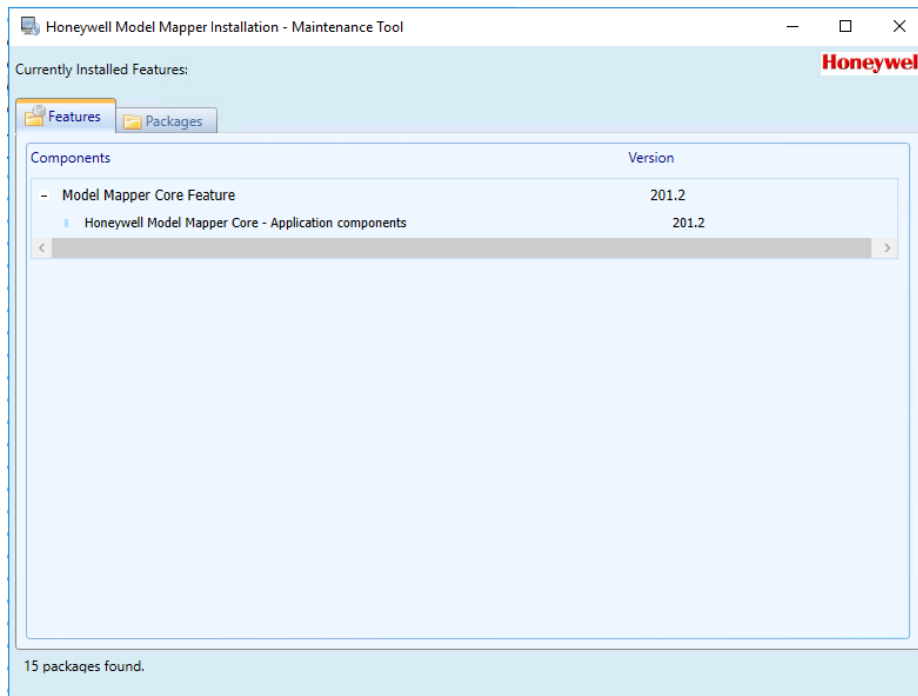 Honeywell Model Mapper Installation - Maintenance Tool
Currently Installed Features:
Honeywel
Features
Packages
Components Version
Model Mapper Core Feature 201.2
Honeywell Model Mapper Core - Application components 201.2
15 packages found.